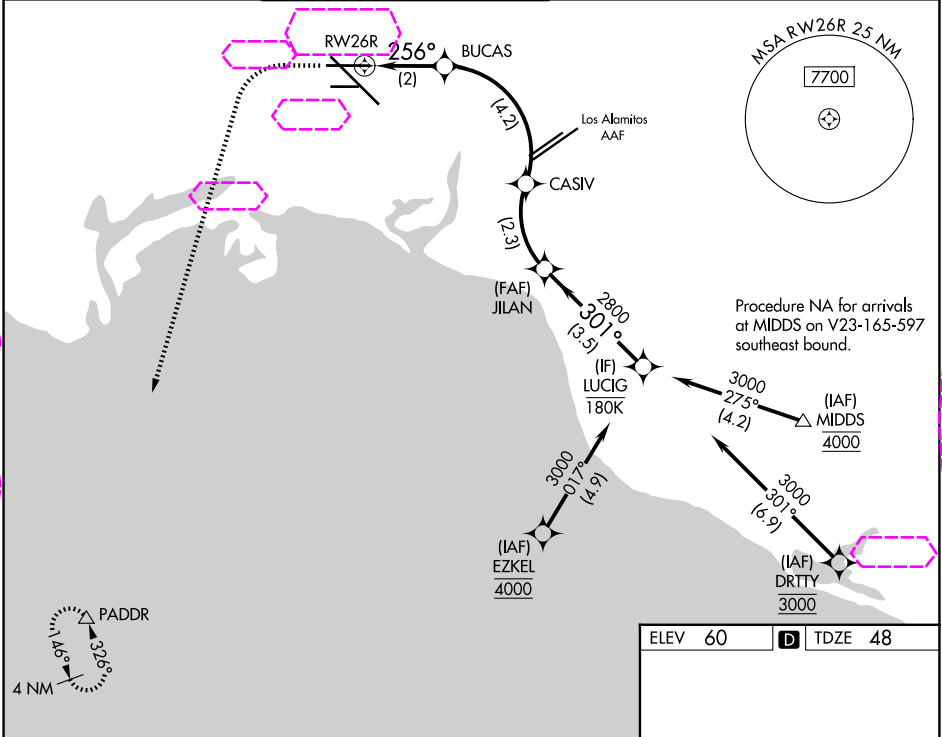 RW26R
256°
(2)
BUCAS
(4.2)
Los Alamitos
AAF
CASIV
(2.3)
MSA RW26R 25 NM
7700
(FAF)
JILAN
2800
301°
(3.5)
(IF)
LUCIG
180K
Procedure NA for arrivals
at MIDDS on V23-165-597
southeast bound.
3000
275°
(4.2)
(IAF)
MIDDS
4000
3000
017°
(4.9)
(IAF)
EZKEL
4000
3000
301°
(6.9)
(IAF)
DRTTY
3000
PADDR
146°
326°
4 NM
ELEV 60 D TDZE 48